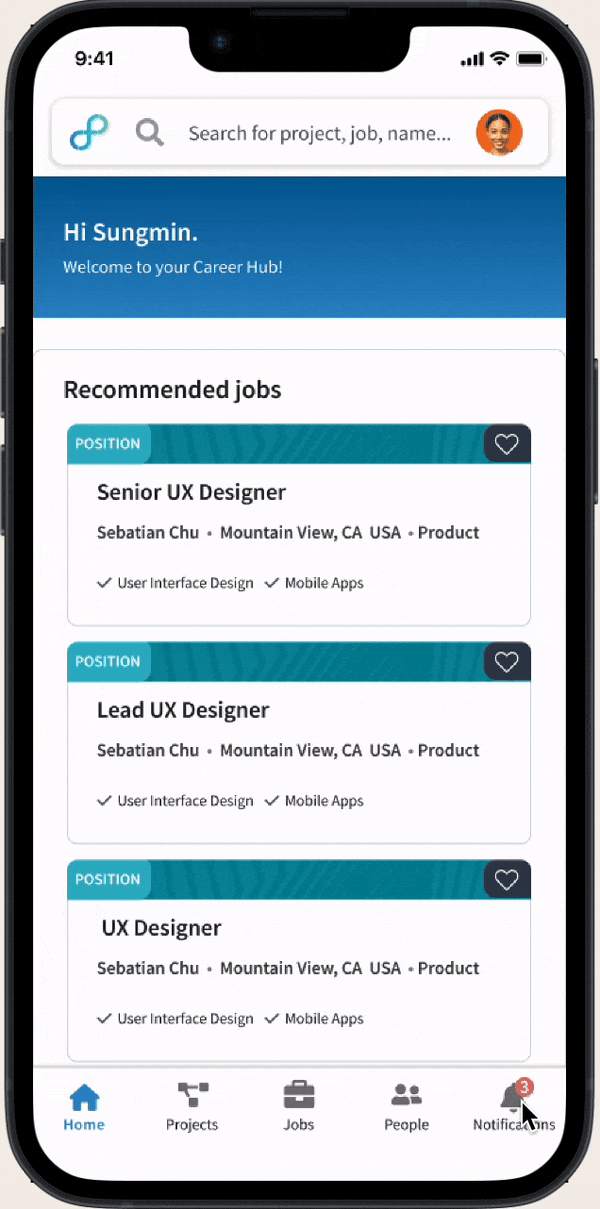 9:41
Search for project, job, name...
Hi Sungmin.
Welcome to your Career Hub!
Recommended jobs
POSITION
Senior UX Designer
Sebatian Chu • Mountain View, CA USA • Product
✓ User Interface Design ✓ Mobile Apps
POSITION
Lead UX Designer
Sebatian Chu • Mountain View, CA USA • Product
✓ User Interface Design ✓ Mobile Apps
POSITION
UX Designer
Sebatian Chu • Mountain View, CA USA • Product
✓ User Interface Design ✓ Mobile Apps
3
Home Projects Jobs People Notifications